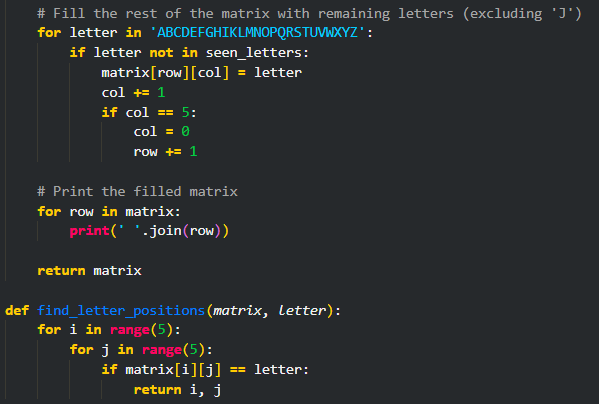 # Fill the rest of the matrix with remaining letters (excluding 'J')
for letter in 'ABCDEFGHIKLMNOPQRSTUVWXYZ':
if letter not in seen_letters:
matrix[row][col] = letter
col += 1
if col == 5:
col = 0
row += 1
# Print the filled matrix
for row in matrix:
print(' '.join(row))
return matrix
def find_letter_positions(matrix, letter):
for i in range(5):
for j in range(5):
if matrix[i][j] == letter:
return i, j